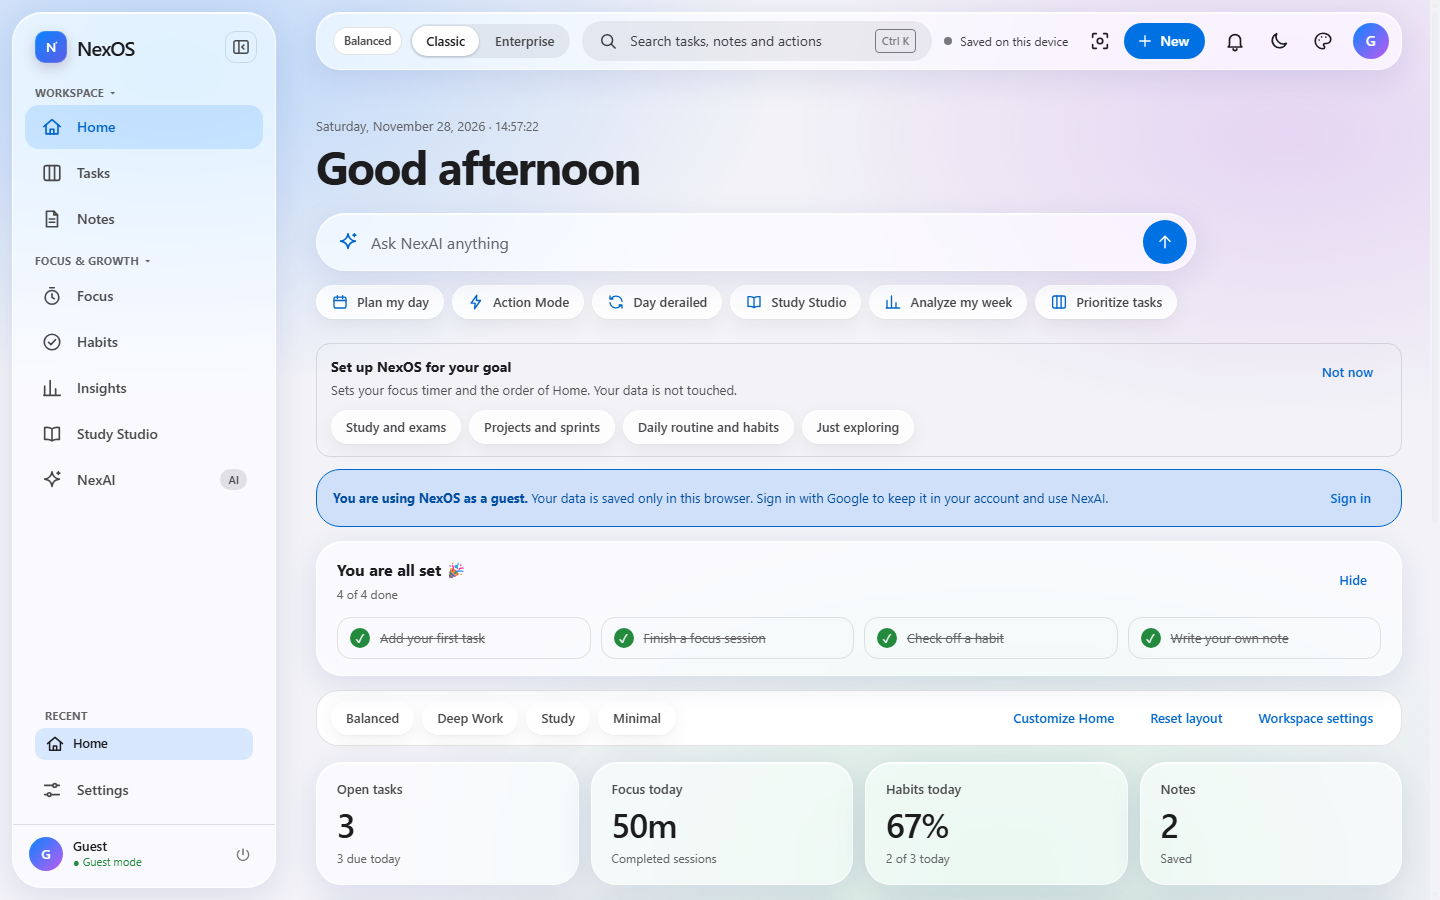 NexOS
WORKSPACE
Home
Tasks
Notes
FOCUS & GROWTH
Focus
Habits
Insights
Study Studio
NexAI AI
RECENT
Home
Settings
G Guest
● Guest mode
Balanced Classic Enterprise Search tasks, notes and actions Ctrl K Saved on this device + New G
Saturday, November 28, 2026 · 14:57:22
Good afternoon
Ask NexAI anything
Plan my day Action Mode Day derailed Study Studio Analyze my week Prioritize tasks
Set up NexOS for your goal
Sets your focus timer and the order of Home. Your data is not touched.
Not now
Study and exams Projects and sprints Daily routine and habits Just exploring
You are using NexOS as a guest. Your data is saved only in this browser. Sign in with Google to keep it in your account and use NexAI. Sign in
You are all set 🎉
4 of 4 done
Hide
✓ Add your first task ✓ Finish a focus session ✓ Check off a habit ✓ Write your own note
Balanced Deep Work Study Minimal Customize Home Reset layout Workspace settings
Open tasks
3
3 due today
Focus today
50m
Completed sessions
Habits today
67%
2 of 3 today
Notes
2
Saved